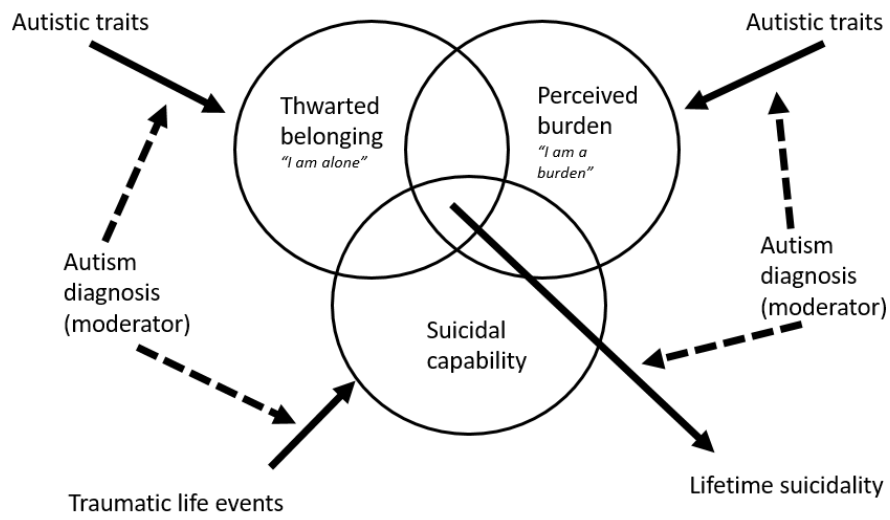 Autistic traits
Autistic traits
Thwarted
belonging
“I am alone”
Perceived
burden
“I am a
burden”
Autism
diagnosis
(moderator)
Autism
diagnosis
(moderator)
Suicidal
capability
Traumatic life events
Lifetime suicidality